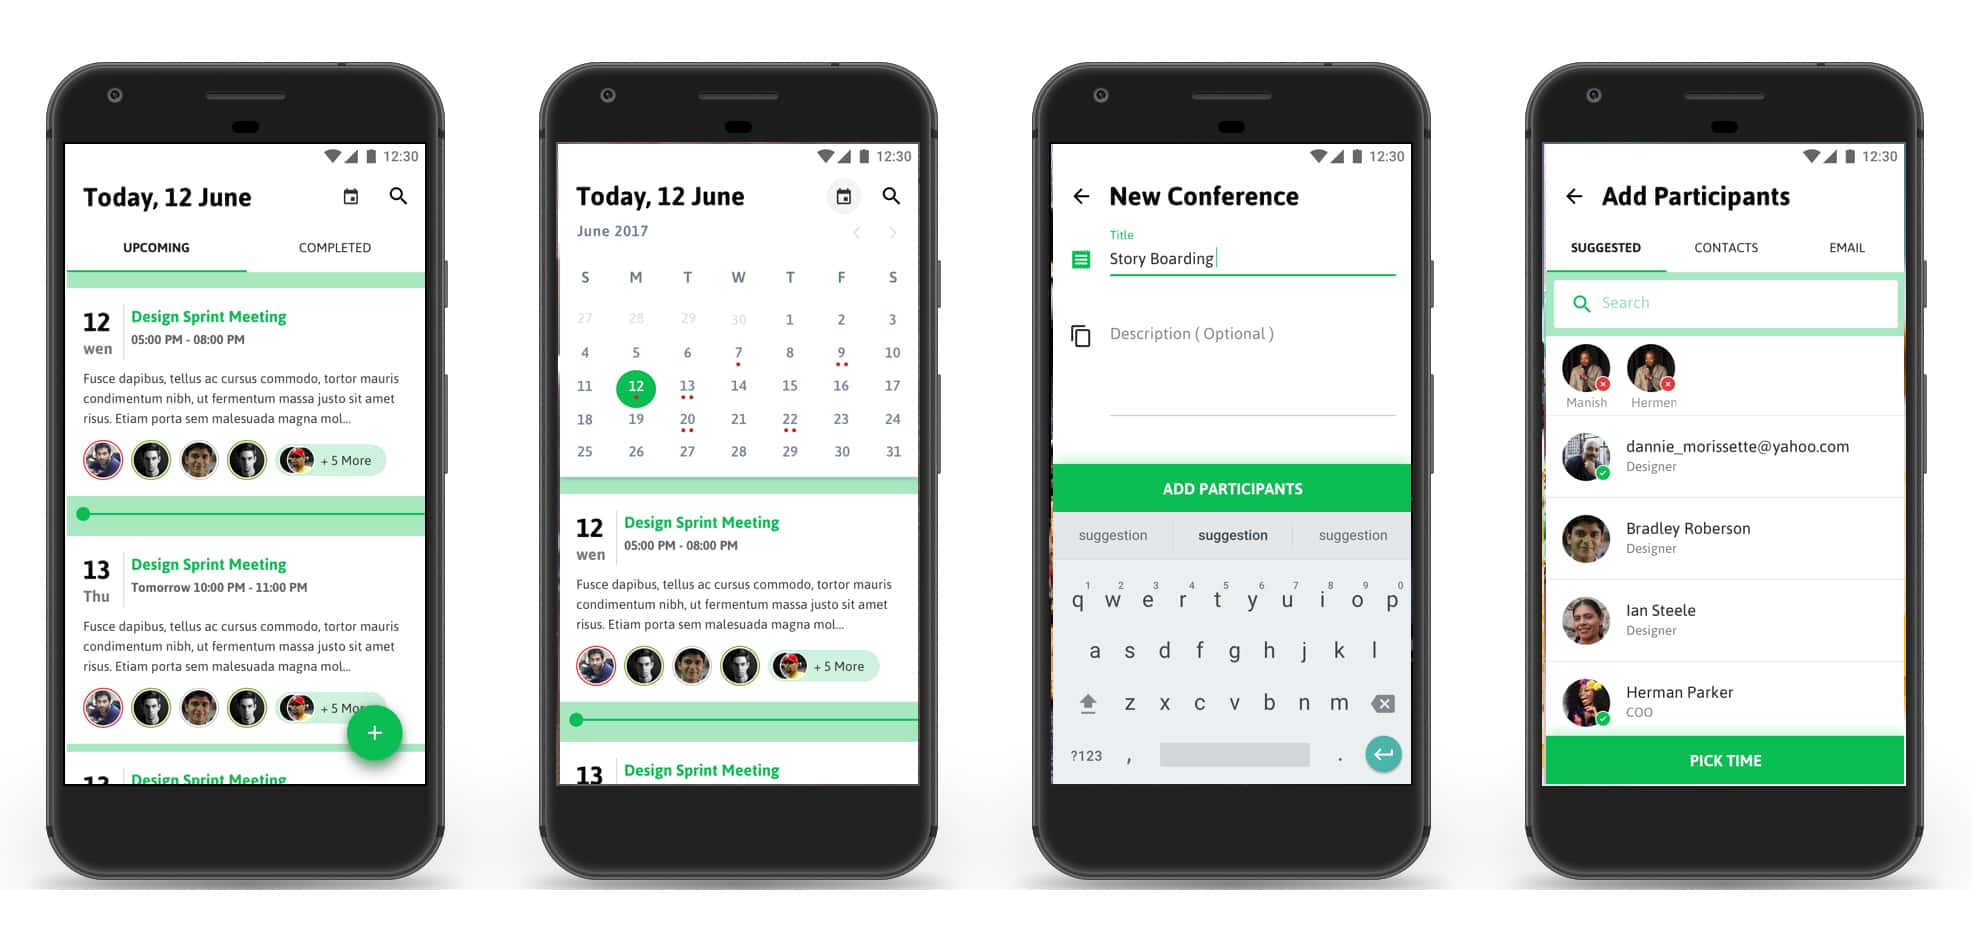 12:30
Today, 12 June
UPCOMING COMPLETED
12 Design Sprint Meeting
wen 05:00 PM - 08:00 PM
Fusce dapibus, tellus ac cursus commodo, tortor mauris
condimentum nibh, ut fermentum massa justo sit amet
risus. Etiam porta sem malesuada magna mol...
+ 5 More
13 Design Sprint Meeting
Thu Tomorrow 10:00 PM - 11:00 PM
Fusce dapibus, tellus ac cursus commodo, tortor mauris
condimentum nibh, ut fermentum massa justo sit amet
risus. Etiam porta sem malesuada magna mol...
+ 5 Mor
Design Sprint Meeting
12:30
Today, 12 June
June 2017
S M T W T F S
27 28 29 30 1 2 3
4 5 6 7 8 9 10
11 12 13 14 15 16 17
18 19 20 21 22 23 24
25 26 27 28 29 30 31
12 Design Sprint Meeting
wen 05:00 PM - 08:00 PM
Fusce dapibus, tellus ac cursus commodo, tortor mauris
condimentum nibh, ut fermentum massa justo sit amet
risus. Etiam porta sem malesuada magna mol...
+ 5 More
13 Design Sprint Meeting
12:30
New Conference
Title
Story Boarding
Description ( Optional )
ADD PARTICIPANTS
suggestion suggestion suggestion
1 2 3 4 5 6 7 8 9 0
q w e r t y u i o p
a s d f g h j k l
z x c v b n m
?123 , .
12:30
Add Participants
SUGGESTED CONTACTS EMAIL
Search
Manish Hermen
dannie_morissette@yahoo.com
Designer
Bradley Roberson
Designer
Ian Steele
Designer
Herman Parker
COO
PICK TIME